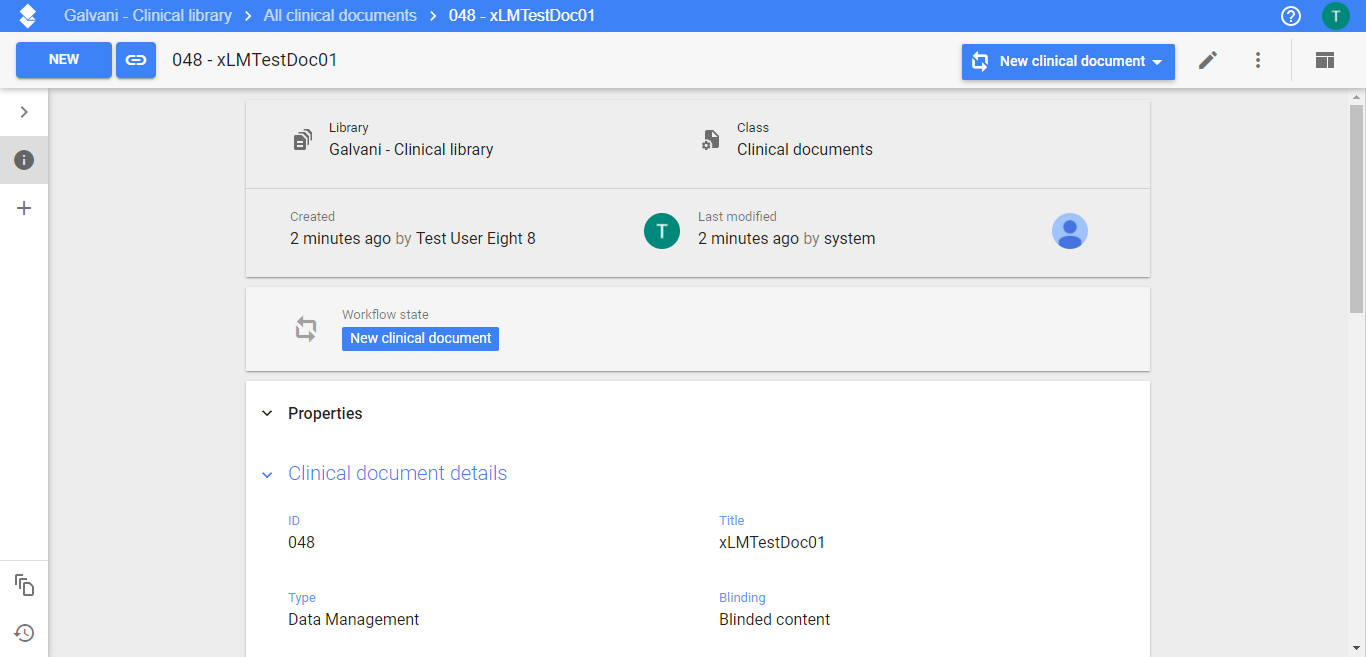 Galvani - Clinical library > All clinical documents > 048 - xLMTestDoc01
T
NEW
048 - xLMTestDoc01
New clinical document
Library
Galvani - Clinical library
Class
Clinical documents
Created
2 minutes ago by Test User Eight 8
T
Last modified
2 minutes ago by system
Workflow state
New clinical document
Properties
Clinical document details
ID
048
Title
xLMTestDoc01
Type
Data Management
Blinding
Blinded content